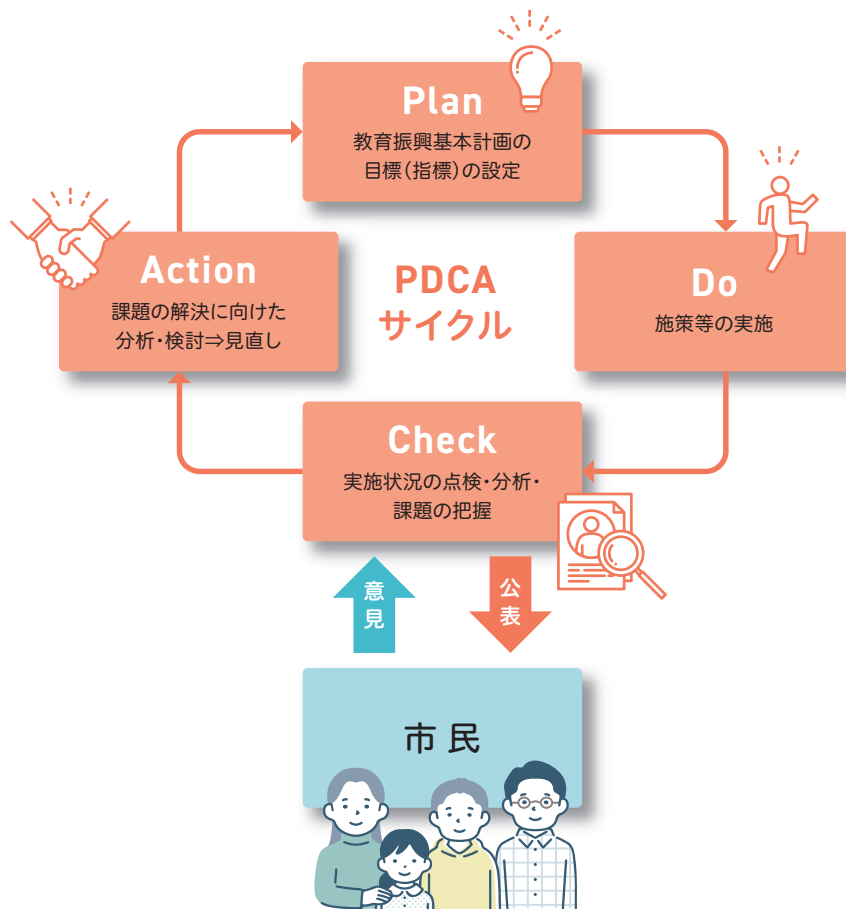 Plan
教育振興基本計画の
目標(指標)の設定
Action
課題の解決に向けた
分析・検討⇒見直し
PDCA
サイクル
Do
施策等の実施
Check
実施状況の点検・分析・
課題の把握
意見
公表
市民